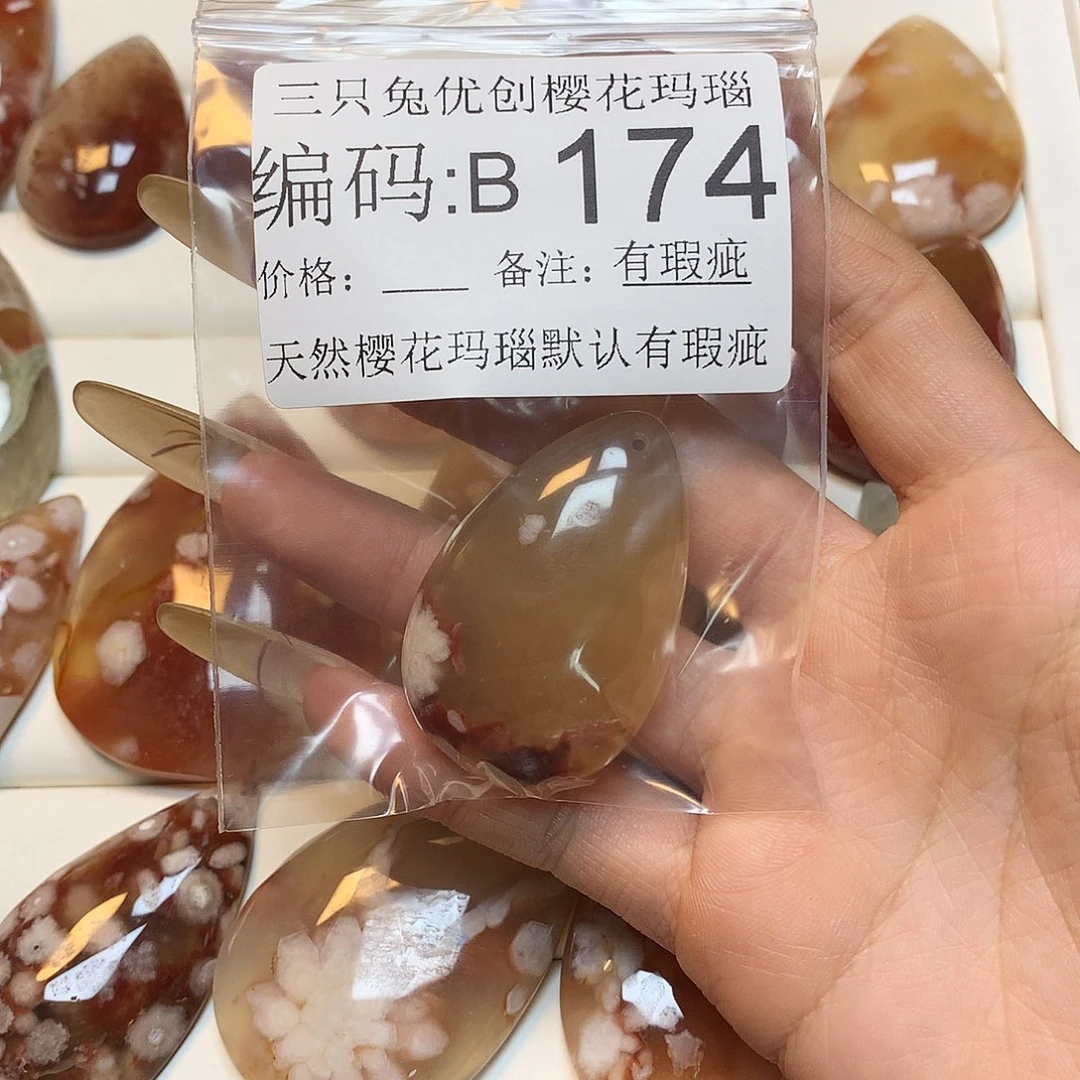 三只兔优创樱花玛瑙
编码:B 174
价格：____ 备注：有瑕疵
天然樱花玛瑙默认有瑕疵